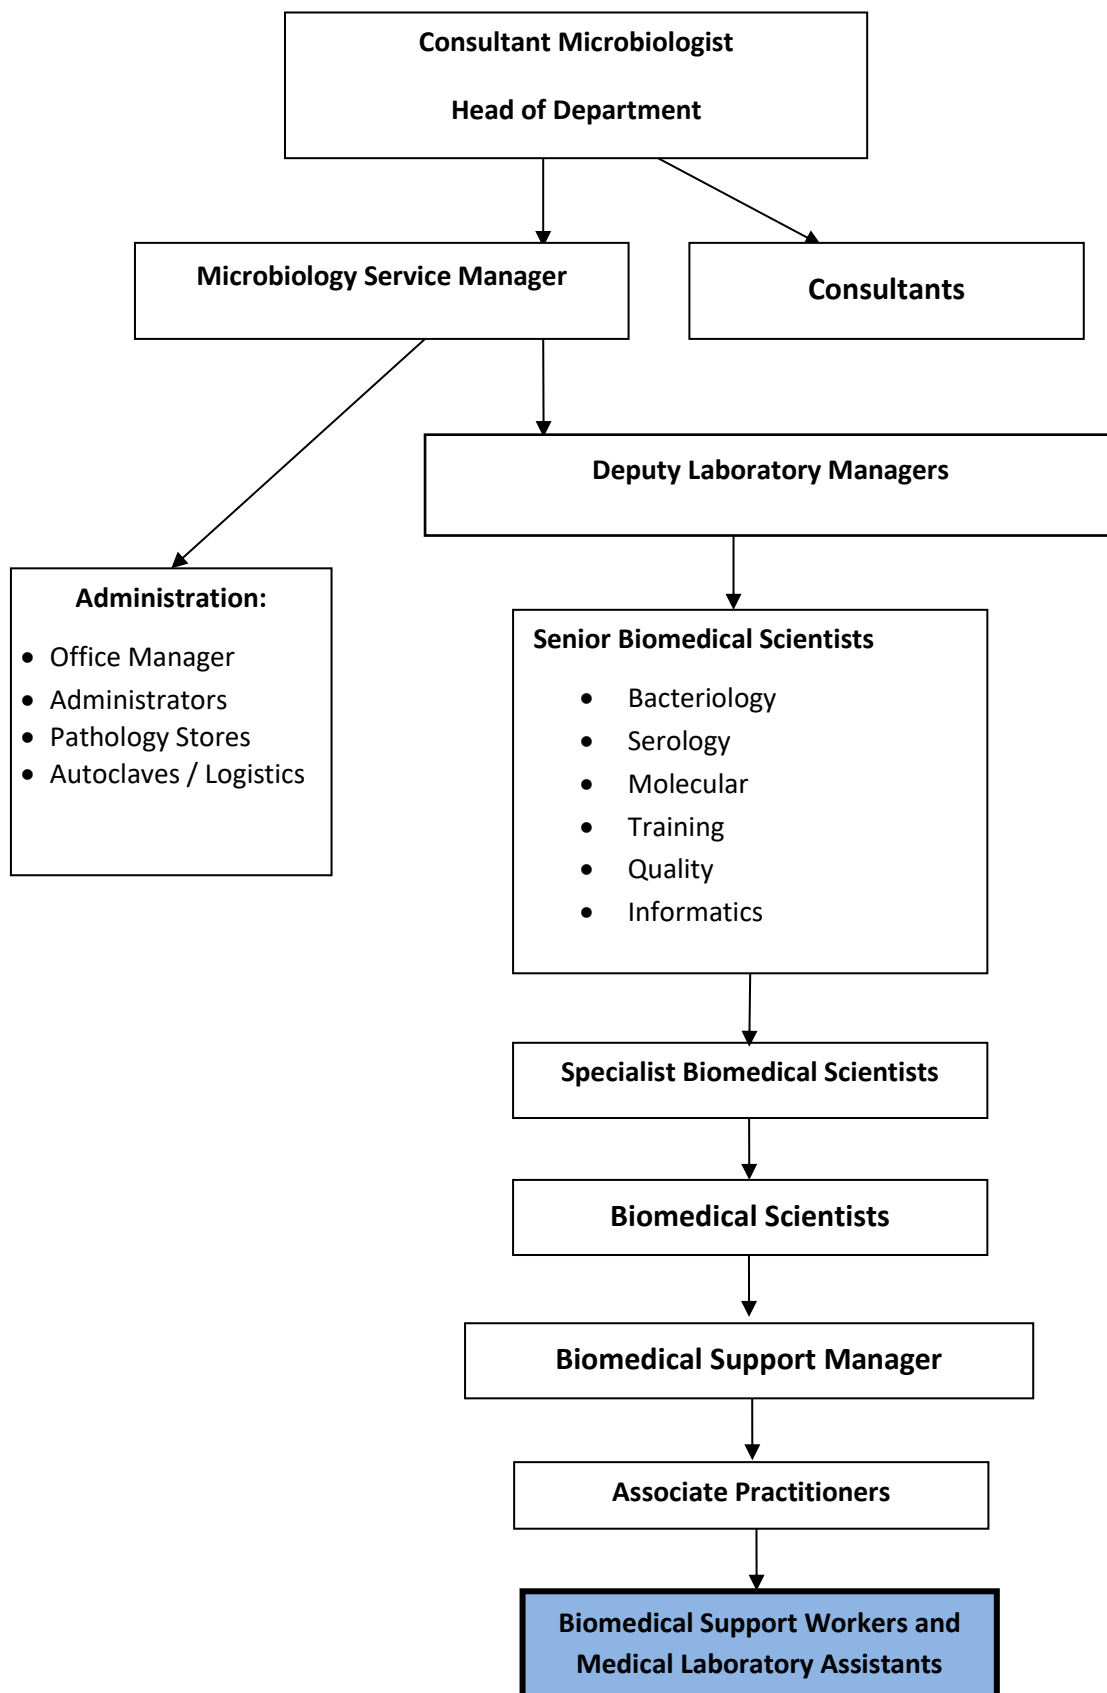 Consultant Microbiologist
Head of Department
Microbiology Service Manager
Consultants
Deputy Laboratory Managers
Administration:
• Office Manager
• Administrators
• Pathology Stores
• Autoclaves / Logistics
Senior Biomedical Scientists
• Bacteriology
• Serology
• Molecular
• Training
• Quality
• Informatics
Specialist Biomedical Scientists
Biomedical Scientists
Biomedical Support Manager
Associate Practitioners
Biomedical Support Workers and
Medical Laboratory Assistants